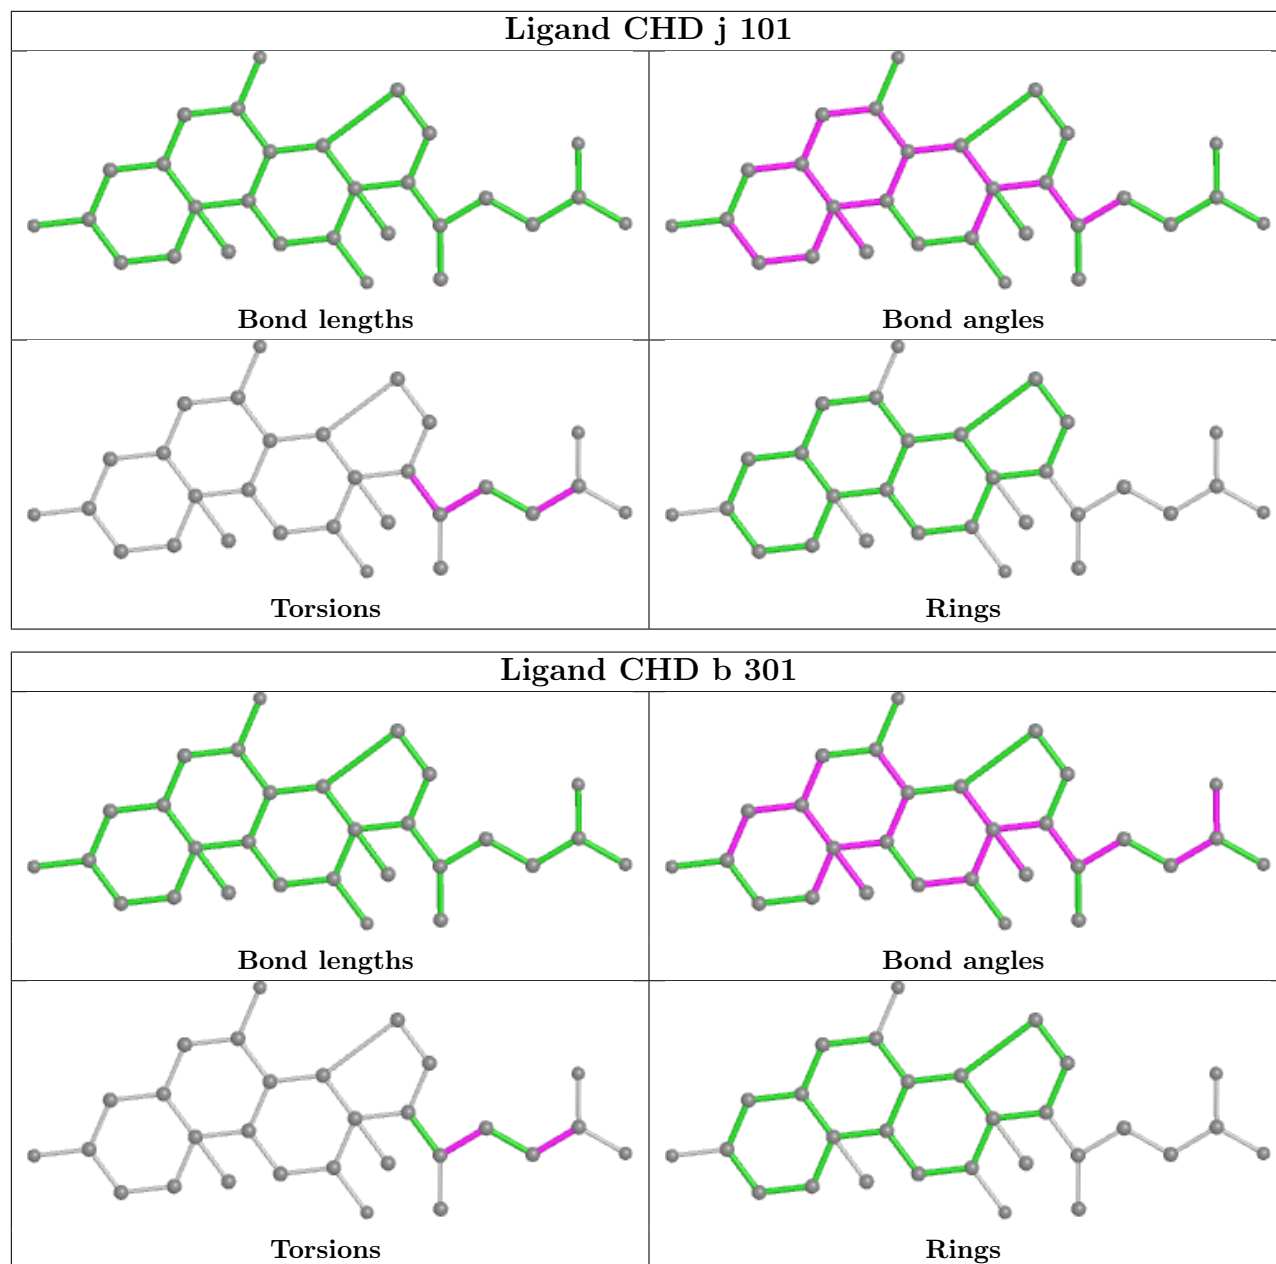 Ligand CHD j 101
Bond lengths
Bond angles
Torsions
Rings
Ligand CHD b 301
Bond lengths
Bond angles
Torsions
Rings